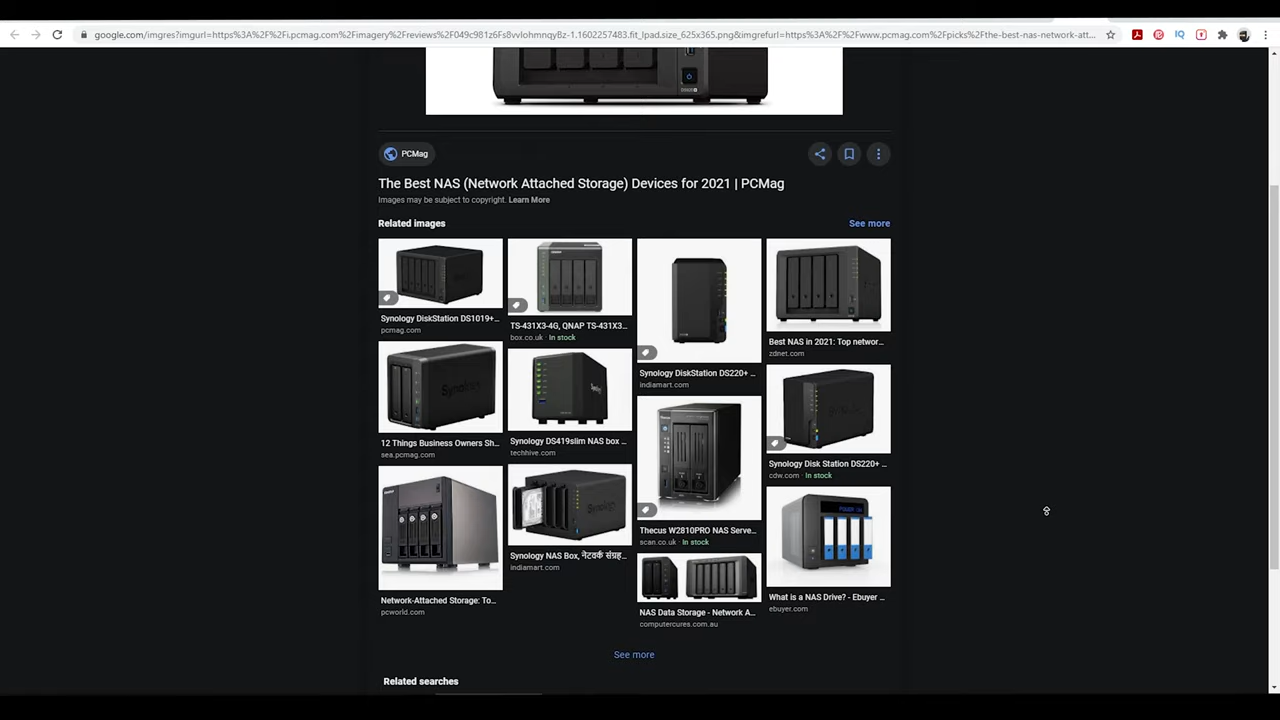 google.com/imgres?imgurl=https%3A%2F%2Fi.pcmag.com%2Fimagery%2Freviews%2F049c981z6Fs8vvIohmnqyBz-1.1602257483.fit_lpad.size_625x365.png&imgrefurl=https%3A%2F%2Fwww.pcmag.com%2Fpicks%2Fthe-best-nas-network-att...
PCMag
The Best NAS (Network Attached Storage) Devices for 2021 | PCMag
Images may be subject to copyright. Learn More
Related images
See more
Synology DiskStation DS1019+...
pcmag.com
TS-431X3-4G, QNAP TS-431X3...
box.co.uk · In stock
Synology DiskStation DS220+ ...
indiamart.com
Best NAS in 2021: Top networ...
zdnet.com
12 Things Business Owners Sh...
sea.pcmag.com
Synology DS419slim NAS box ...
techhive.com
Thecus W2810PRO NAS Serve...
scan.co.uk · In stock
Synology Disk Station DS220+ ...
cdw.com · In stock
Network-Attached Storage: To...
pcworld.com
Synology NAS Box, नेटवर्क संग्रह...
indiamart.com
NAS Data Storage - Network A...
computercures.com.au
What is a NAS Drive? - Ebuyer ...
ebuyer.com
See more
Related searches